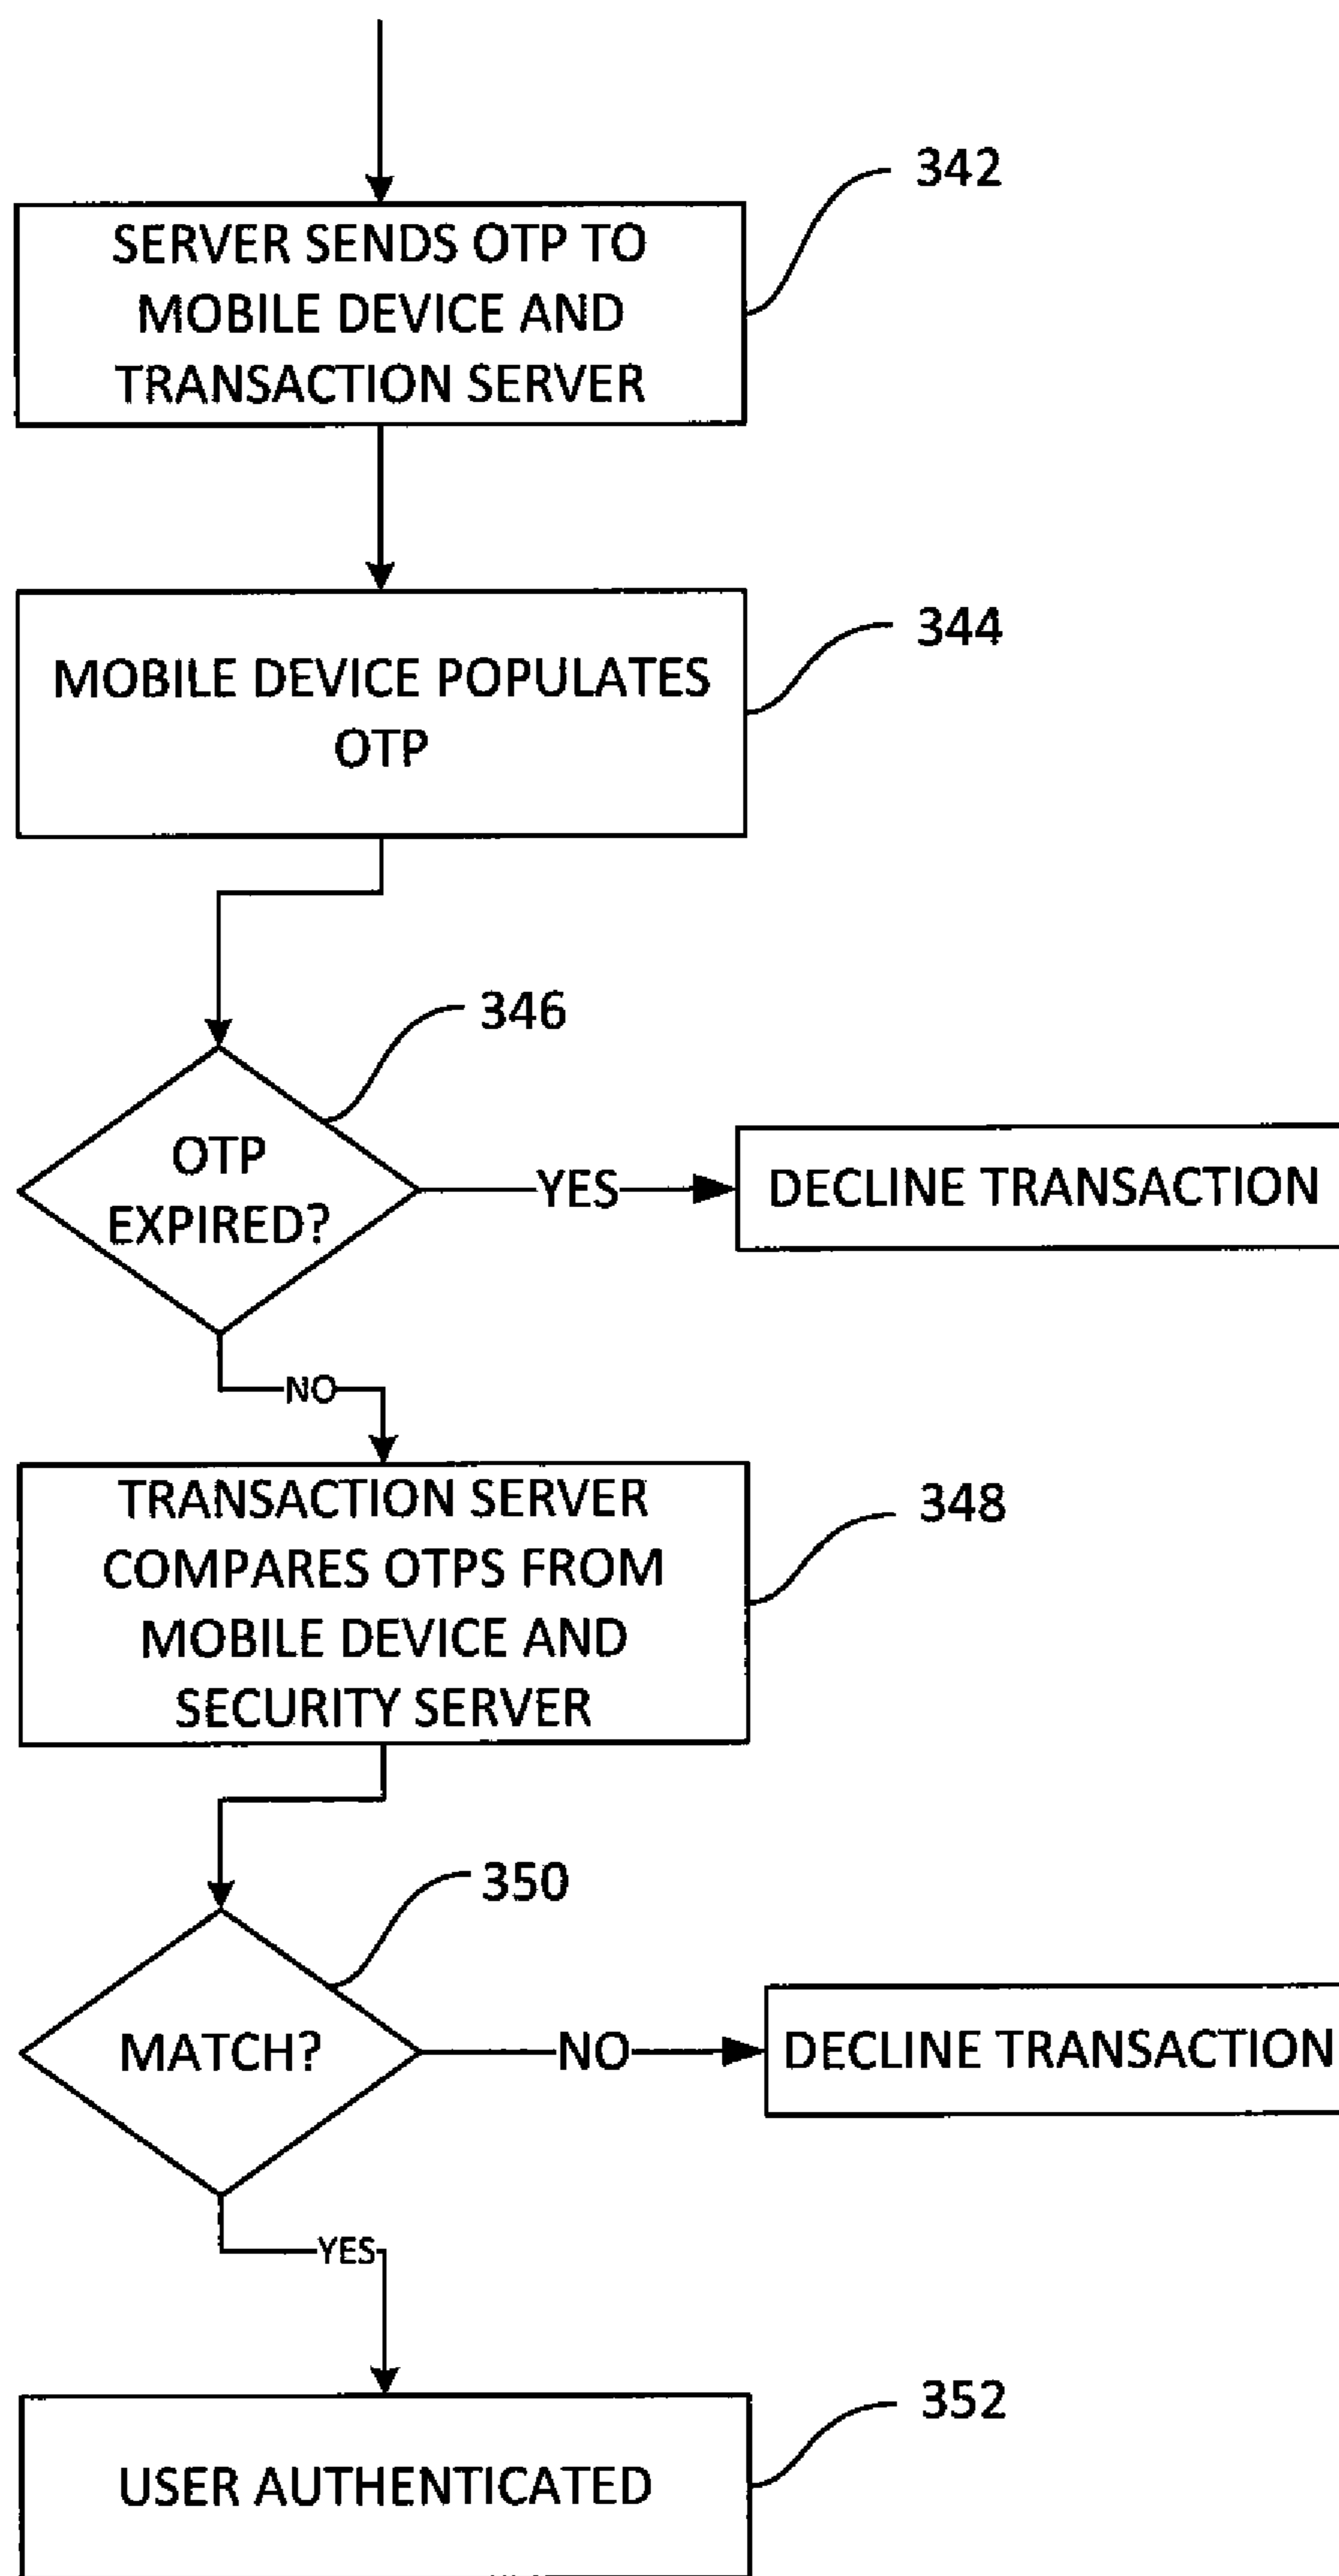 342
SERVER SENDS OTP TO
MOBILE DEVICE AND
TRANSACTION SERVER
344
MOBILE DEVICE POPULATES
OTP
346
OTP
EXPIRED?
YES
DECLINE TRANSACTION
NO
348
TRANSACTION SERVER
COMPARES OTPS FROM
MOBILE DEVICE AND
SECURITY SERVER
350
MATCH?
NO
DECLINE TRANSACTION
YES
352
USER AUTHENTICATED